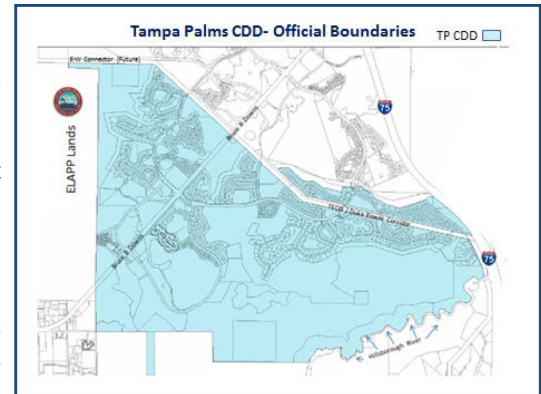 Tampa Palms CDD- Official Boundaries
TP CDD
E-W Connector (Future)
ELAPP Lands
Bruce B Downs
75
TECO / Duke Roads Corridor
Bruce B Downs
75
Hillsborough River